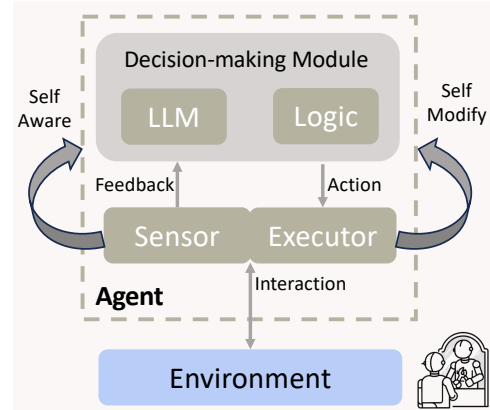 Decision-making Module
Self
Aware
Self
Modify
LLM
Logic
Feedback
Action
Sensor
Executor
Agent
Interaction
Environment